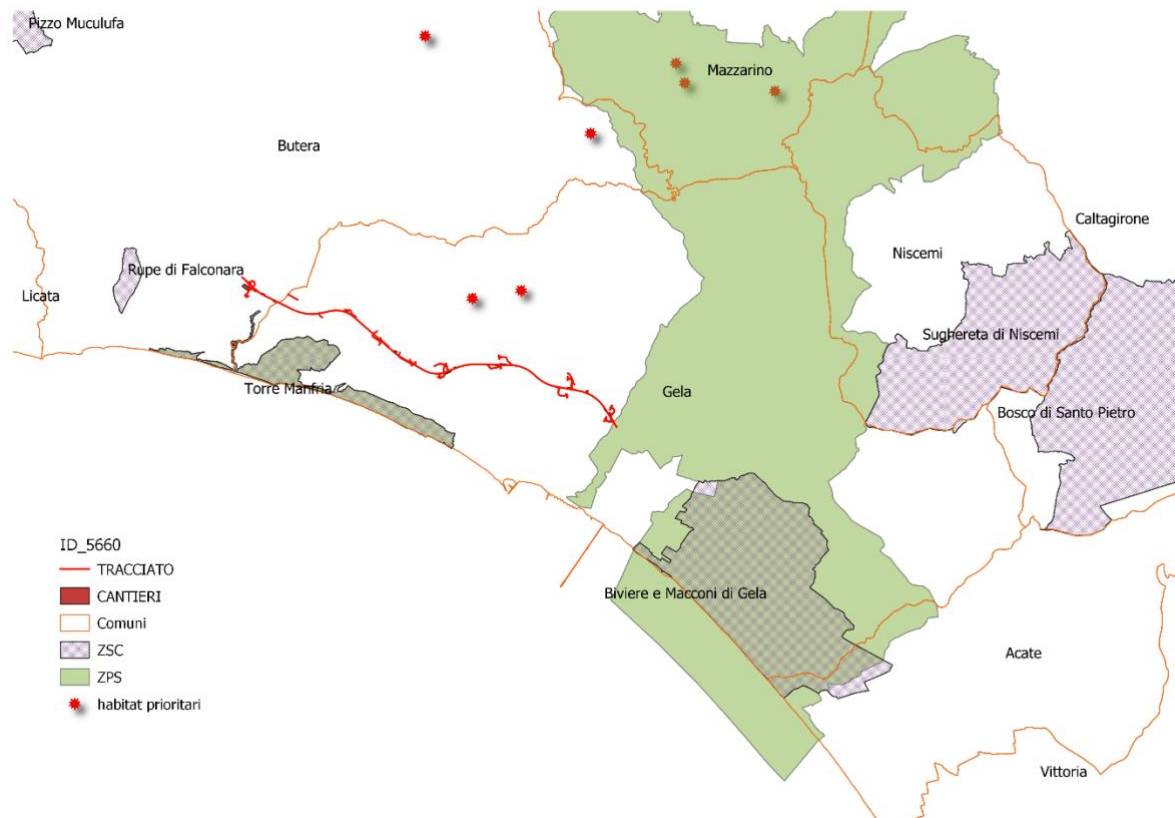 Pizzo Muculufa
Mazzarino
Butera
Caltagirone
Niscemi
Rupe di Falconara
Licata
Sughereta di Niscemi
Torre Manfria
Gela
Bosco di Santo Pietro
ID_5660
TRACCIATO
CANTIERI
Comuni
ZSC
ZPS
habitat prioritari
Biviere e Macconi di Gela
Acate
Vittoria